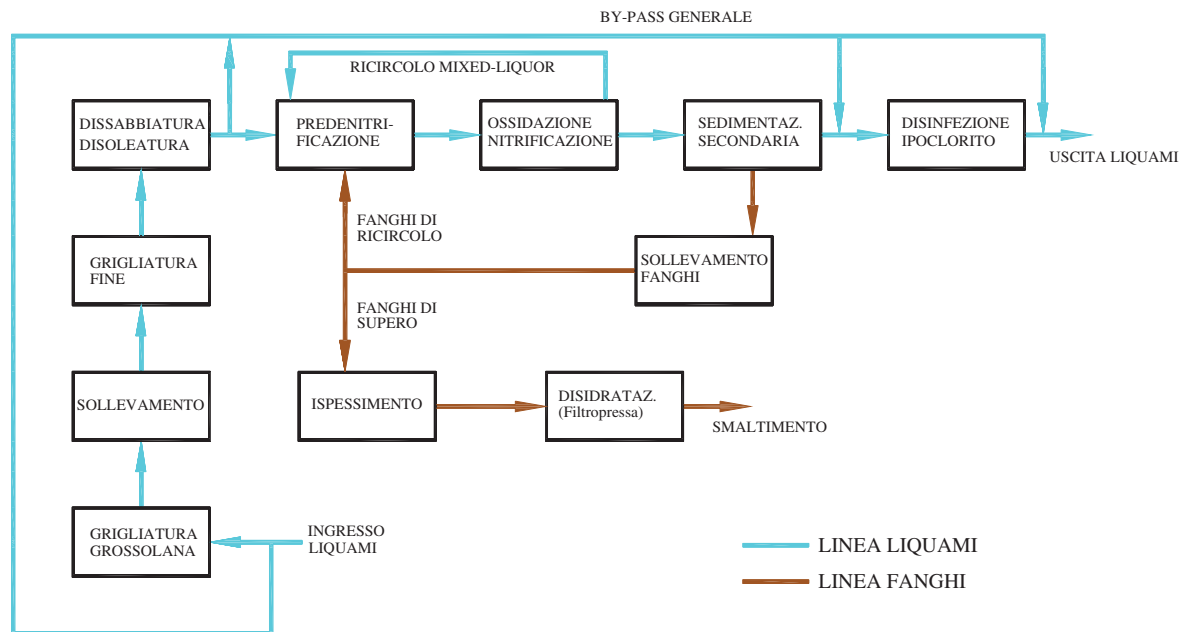 BY-PASS GENERALE
RICIRCOLO MIXED-LIQUOR
DISSABBIATURA
DISOLEATURA
PREDENITRI-
FICAZIONE
OSSIDAZIONE
NITRIFICAZIONE
SEDIMENTAZ.
SECONDARIA
DISINFEZIONE
IPOCLORITO
USCITA LIQUAMI
FANGHI DI
RICIRCOLO
GRIGLIATURA
FINE
SOLLEVAMENTO
FANGHI
FANGHI DI
SUPERO
SOLLEVAMENTO
ISPESSIMENTO
DISIDRATAZ.
(Filtropressa)
SMALTIMENTO
GRIGLIATURA
GROSSOLANA
INGRESSO
LIQUAMI
LINEA LIQUAMI
LINEA FANGHI